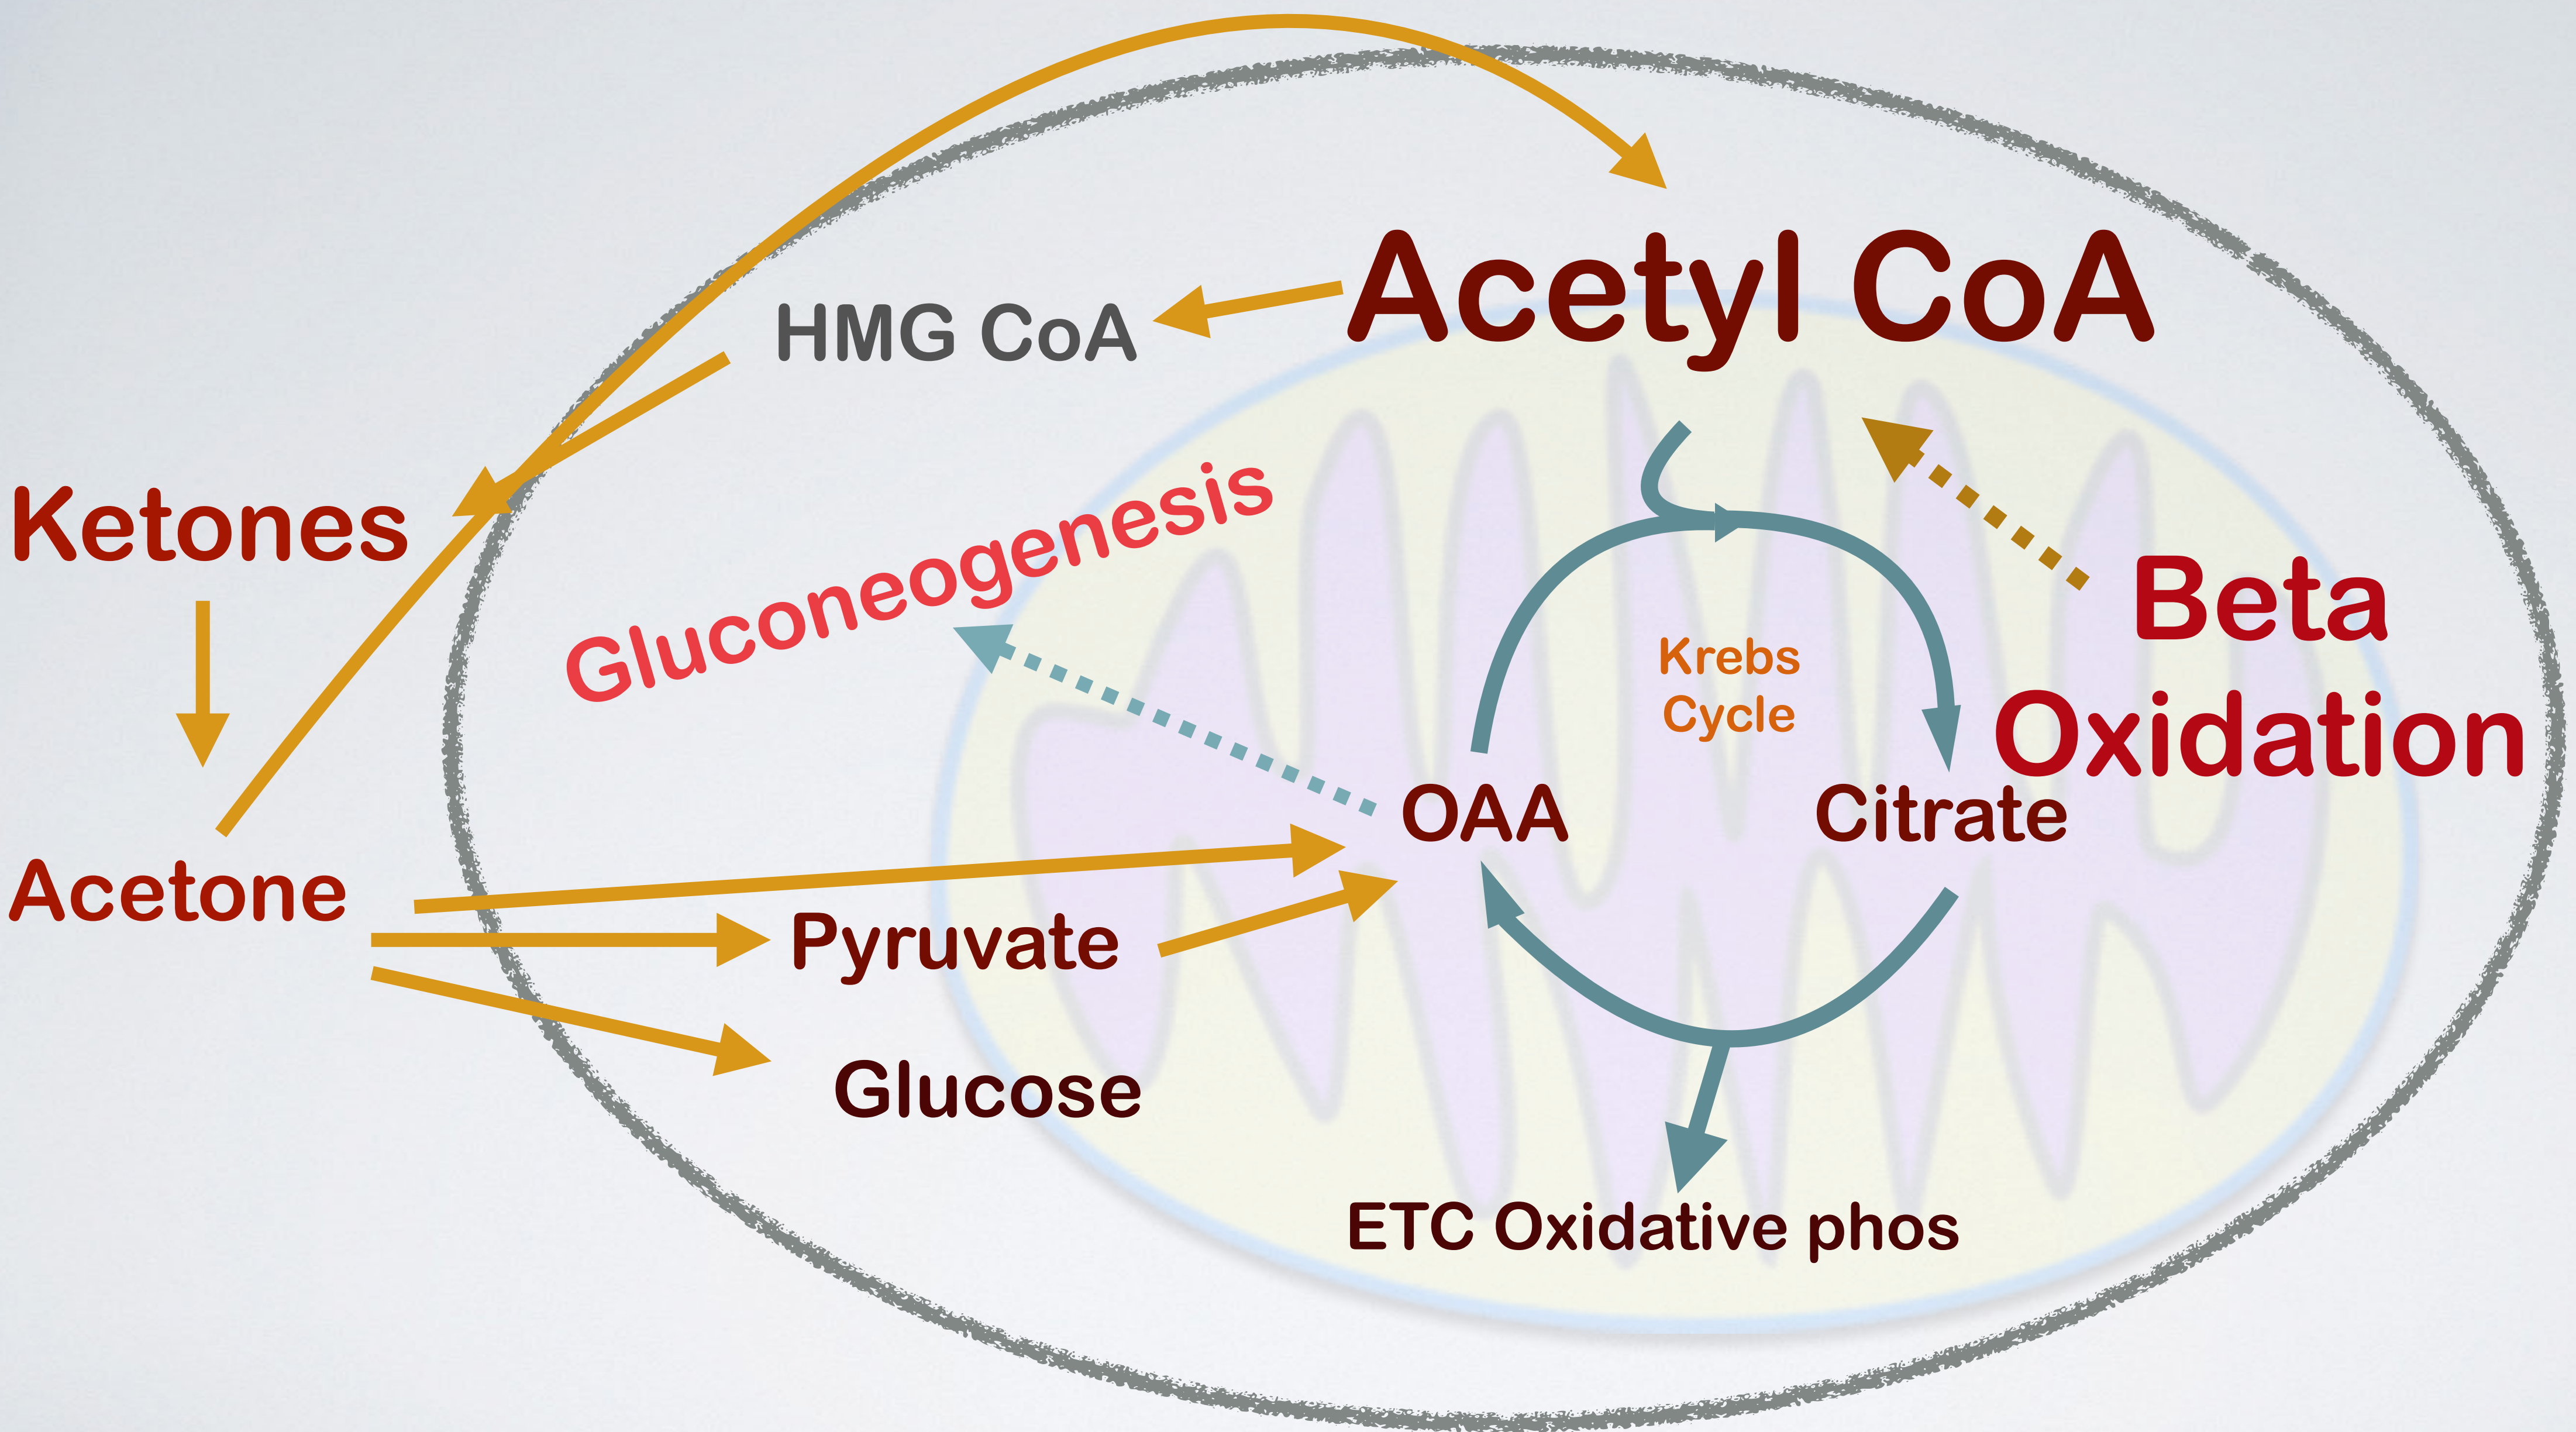 Acetyl CoA
HMG CoA
Ketones
Gluconeogenesis
Beta
Oxidation
Krebs
Cycle
OAA
Citrate
Acetone
Pyruvate
Glucose
ETC Oxidative phos